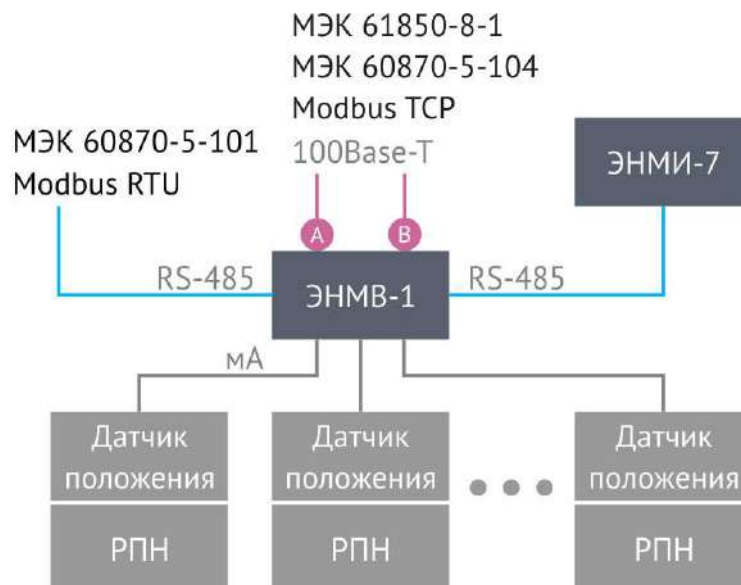 МЭК 61850-8-1
МЭК 60870-5-104
Modbus TCP
100Base-T
МЭК 60870-5-101
Modbus RTU
ЭНМИ-7
A
B
RS-485
ЭНМВ-1
RS-485
мА
Датчик
положения
РПН
Датчик
положения
РПН
Датчик
положения
РПН